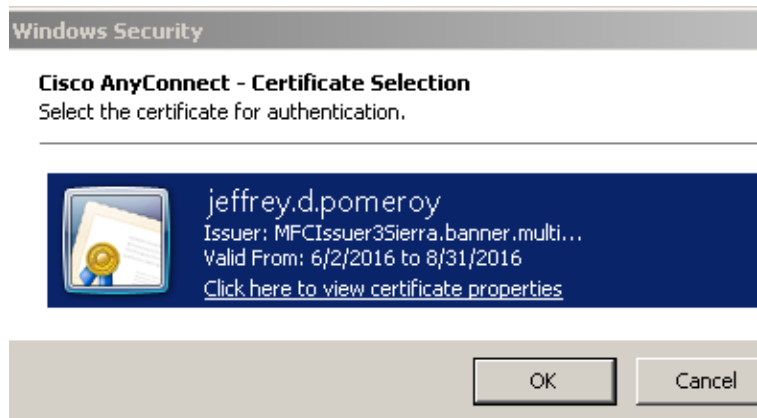 Windows Security
Cisco AnyConnect - Certificate Selection
Select the certificate for authentication.
jeffrey.d.pomeroy
Issuer: MFCIssuer3Sierra.banner.multi...
Valid From: 6/2/2016 to 8/31/2016
Click here to view certificate properties
OK
Cancel